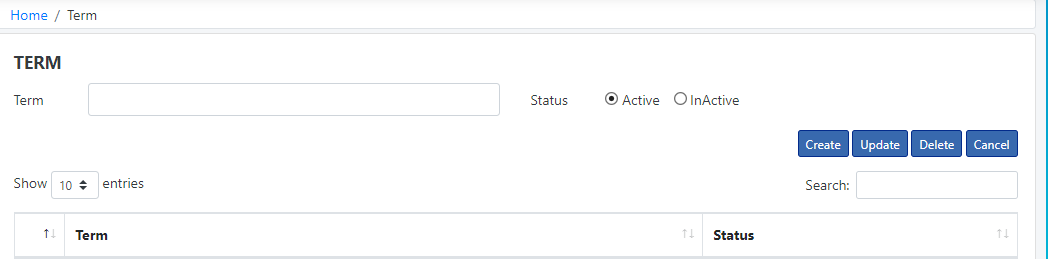 Home / Term
TERM
Term Status Active InActive
Create Update Delete Cancel
Show 10 entries Search:
Term Status